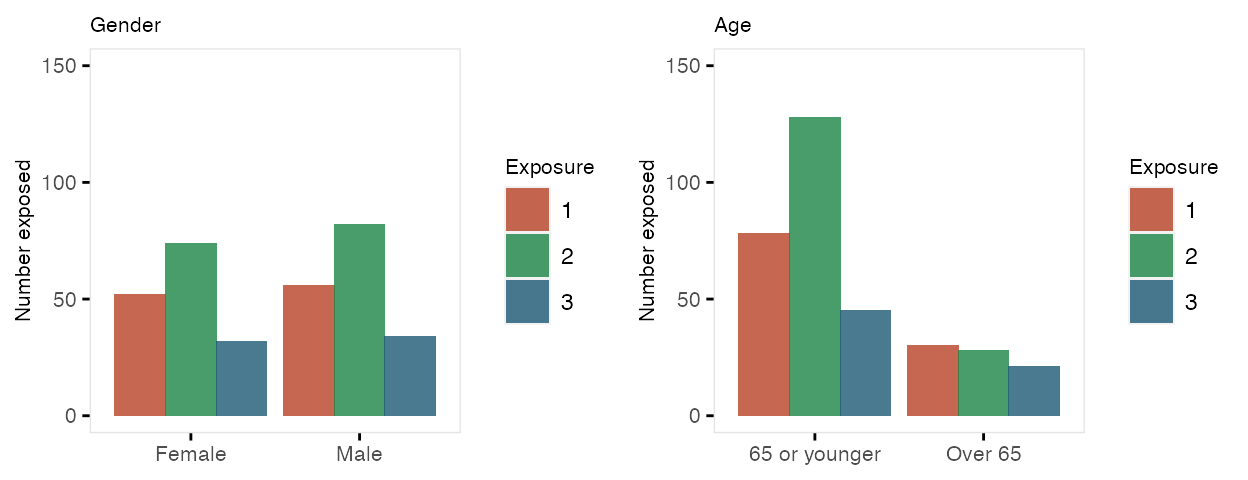 Gender
150
100
50
0
Number exposed
Female Male
Exposure
1
2
3
Age
150
100
50
0
Number exposed
65 or younger Over 65
Exposure
1
2
3